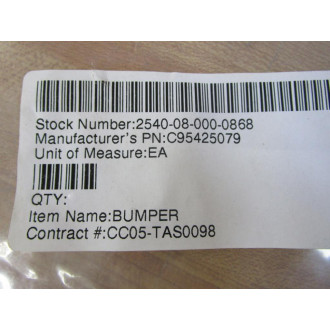 Stock Number:2540-08-000-0868
Manufacturer's PN:C95425079
Unit of Measure:EA
QTY:
Item Name:BUMPER
Contract #:CC05-TAS0098